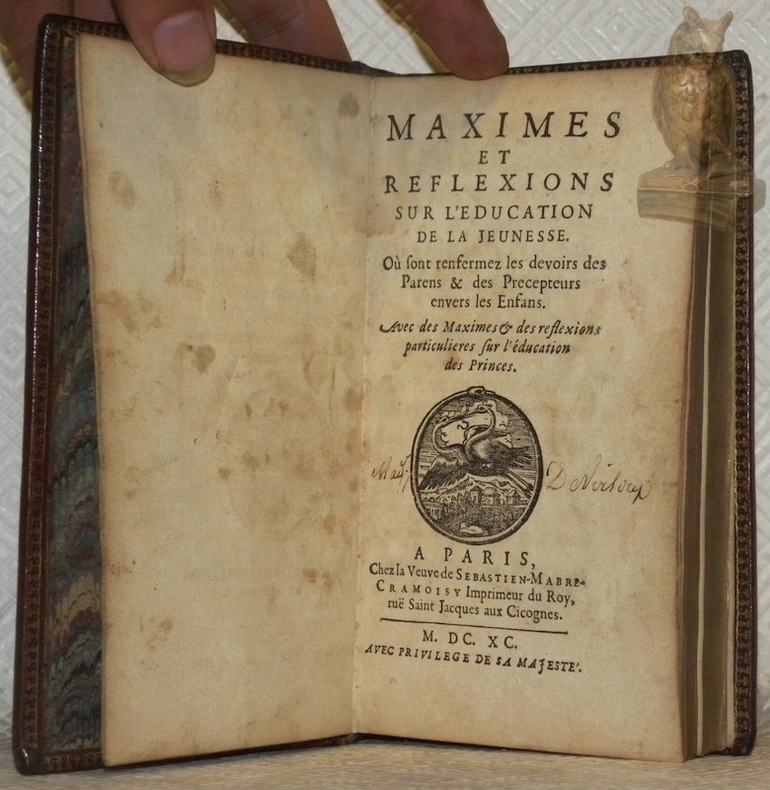 MAXIMES
ET
REFLEXIONS
SUR L'EDUCATION
DE LA JEUNESSE.
Où sont renfermez les devoirs des
Parens & des Precepteurs
envers les Enfans.
Avec des Maximes & des reflexions
particulieres sur l'éducation
des Princes.
A PARIS,
Chez la Veuve de SEBASTIEN-MABRE-
CRAMOISY Imprimeur du Roy,
ruë Saint Jacques aux Cicognes.
M. DC. XC.
AVEC PRIVILEGE DE SA MAJESTE'.